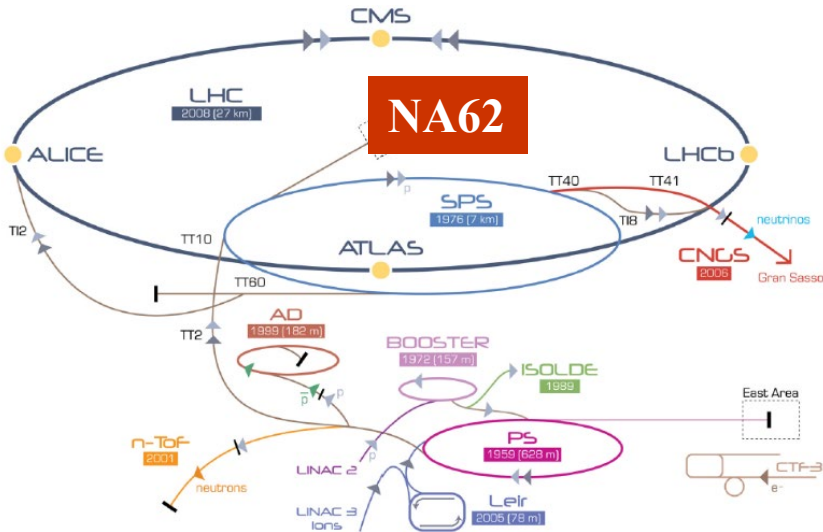 CMS
LHC
2008 (27 km)
NA62
ALICE
LHCb
TT40
TT41
p
SPS
1976 (7 km)
TI8
neutrinos
TI2
TT10
ATLAS
CNGS
2006
Gran Sasso
TT60
AD
1999 (182 m)
TT2
BOOSTER
1972 (157 m)
ISOLDE
1989
p̅
p
East Area
n-ToF
2001
PS
1959 (628 m)
LINAC 2
p
neutrons
CTF3
e-
LINAC 3
Ions
Leir
2005 (78 m)